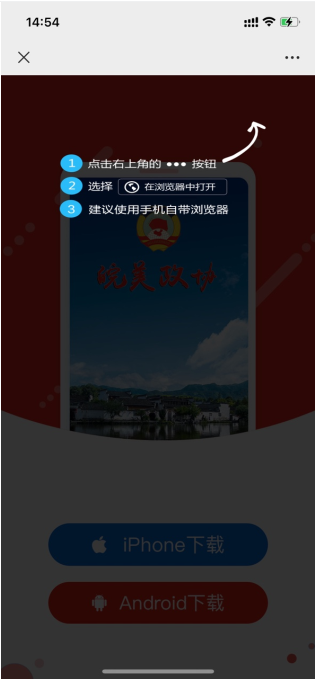 14:54
点击右上角的 ••• 按钮
1
2
选择 在浏览器中打开
3
建议使用手机自带浏览器
皖美政协
iPhone下载
Android下载